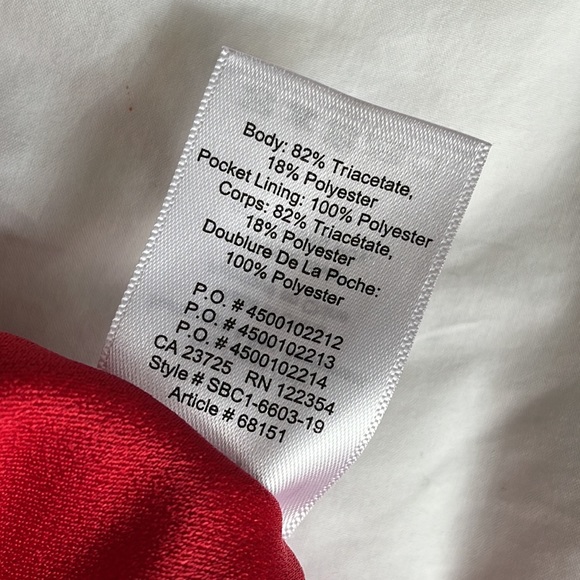 Body: 82% Triacetate,
18% Polyester
Pocket Lining: 100% Polyester
Corps: 82% Triacétate,
18% Polyester
Doublure De La Poche:
100% Polyester
P.O. # 4500102212
P.O. # 4500102213
P.O. # 4500102214
CA 23725 RN 122354
Style # SBC1-6603-19
Article # 68151